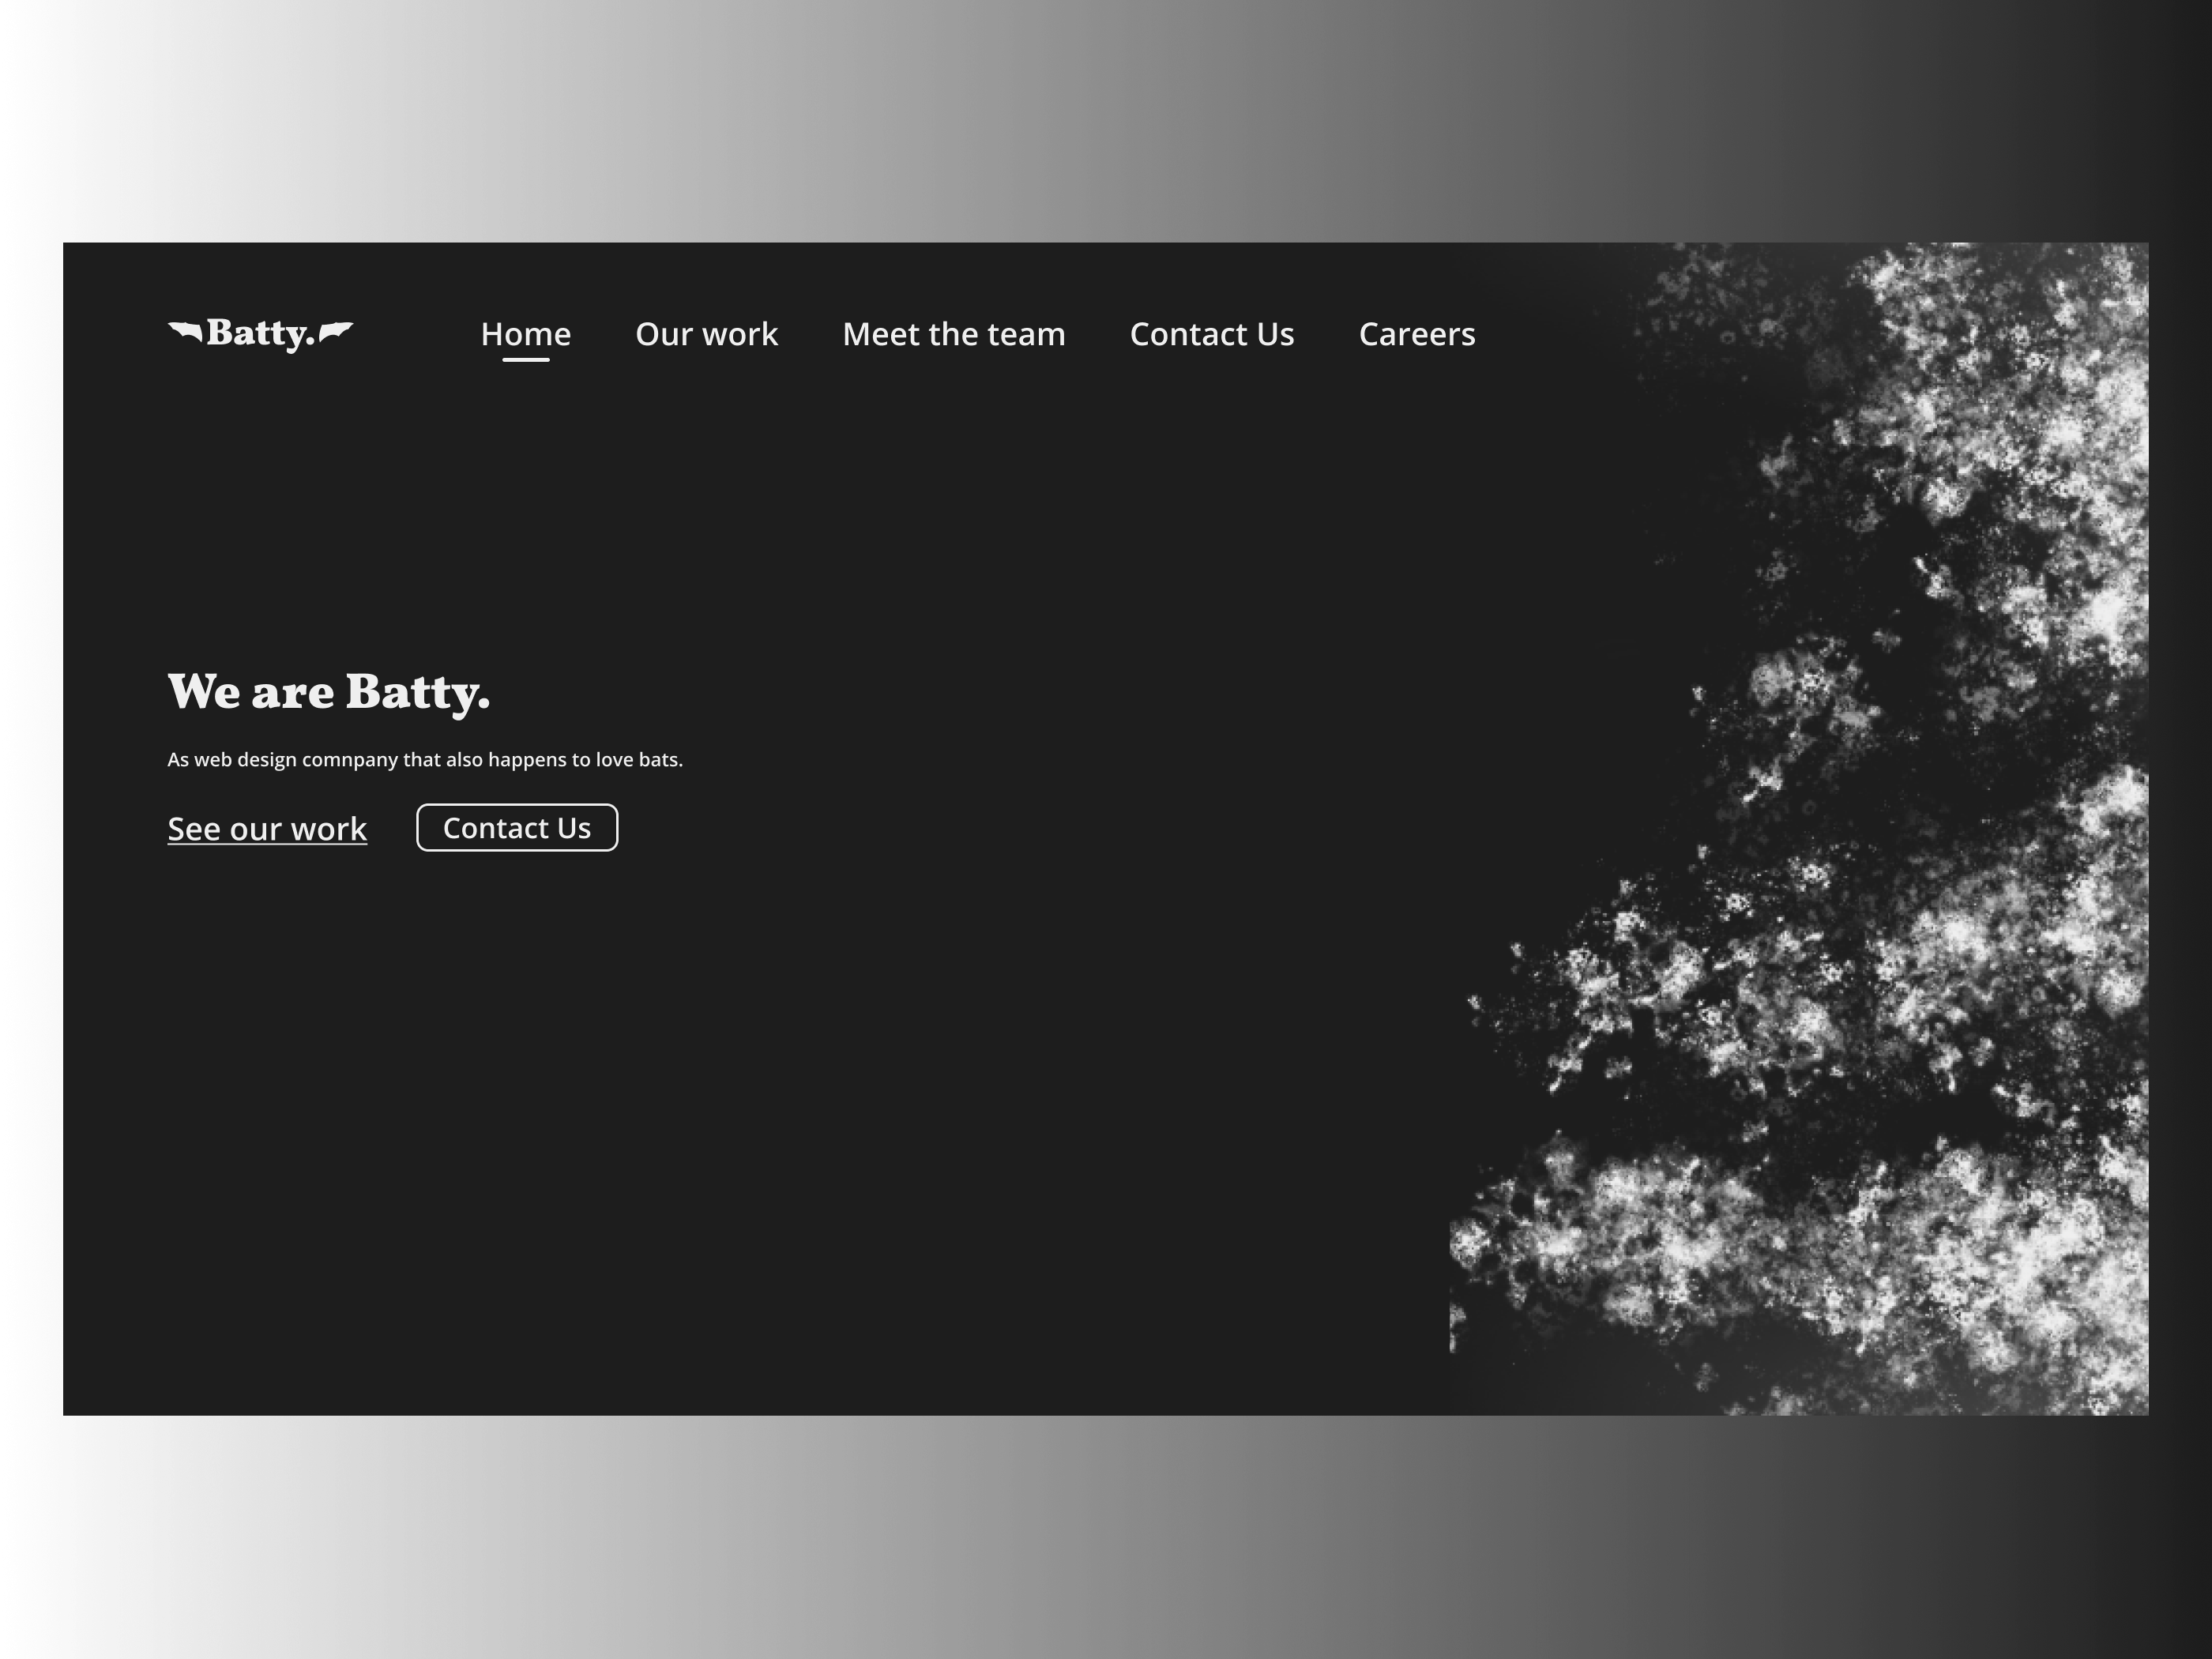 Batty.
Home Our work Meet the team Contact Us Careers
We are Batty.
As web design comnpany that also happens to love bats.
See our work Contact Us